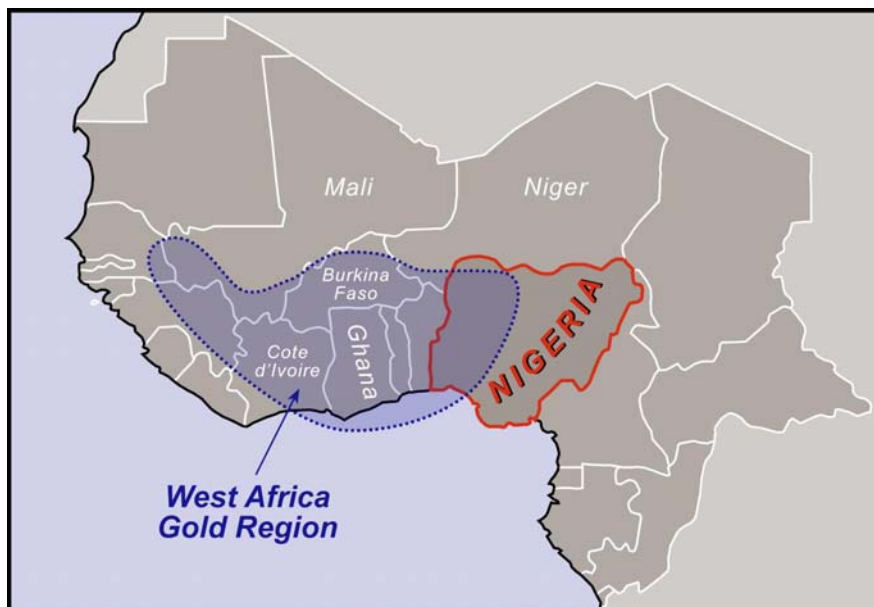 Mali
Niger
Burkina
Faso
Ghana
Cote
d'Ivoire
NIGERIA
West Africa
Gold Region